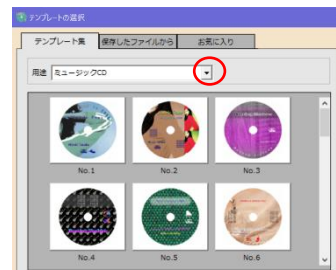 テンプレートの選択
テンプレート集 保存したファイルから お気に入り
用途 ミュージックCD
No.1 No.2 No.3
No.4 No.5 No.6